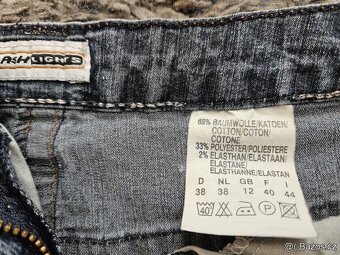 65% BAUMWOLLE/KATOEN/
COTTON/COTON/
COTONE
33% POLYESTER/POLIESTERE
2% ELASTHAN/ELASTAAN/
ELASTANE/
ELASTHANNE/ELASTAN
D NL GB F I
38 38 12 40 44
40
© Bazoš.cz